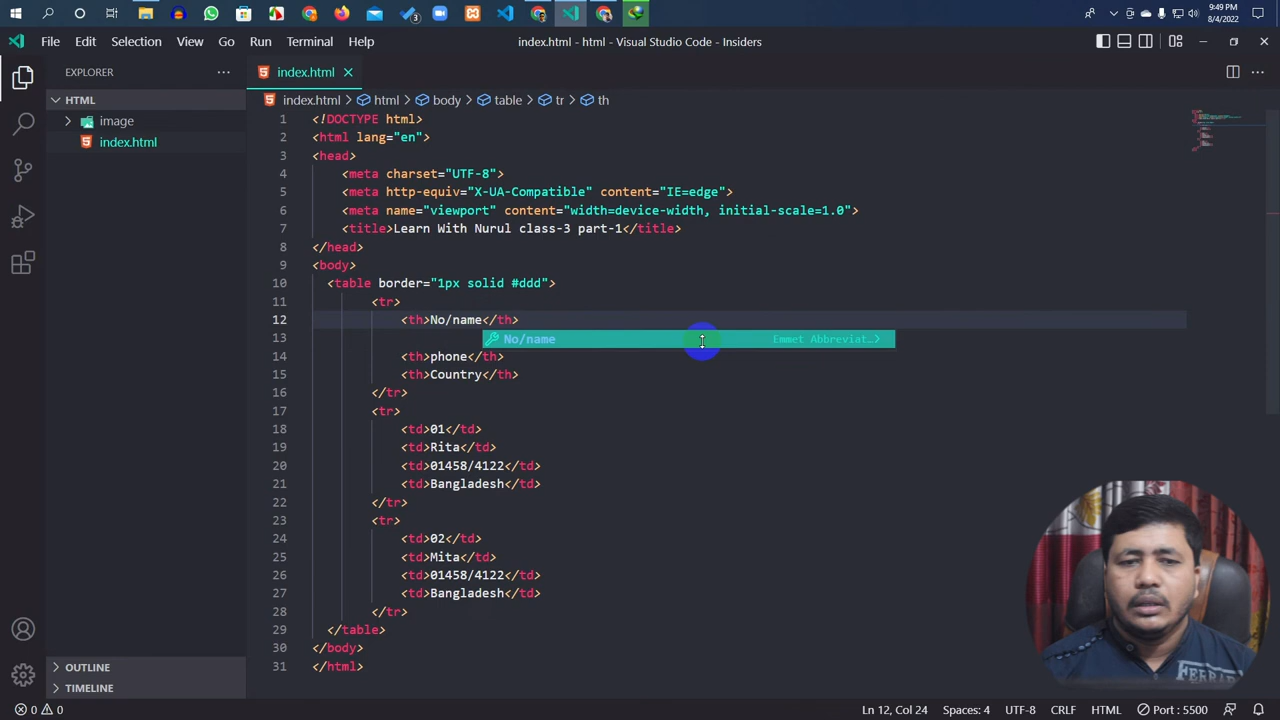 3
9:49 PM
8/4/2022
File Edit Selection View Go Run Terminal Help
index.html - html - Visual Studio Code - Insiders
EXPLORER
index.html
HTML
index.html > html > body > table > tr > th
image
index.html
1 <!DOCTYPE html>
2 <html lang="en">
3 <head>
4 <meta charset="UTF-8">
5 <meta http-equiv="X-UA-Compatible" content="IE=edge">
6 <meta name="viewport" content="width=device-width, initial-scale=1.0">
7 <title>Learn With Nurul class-3 part-1</title>
8 </head>
9 <body>
10 <table border="1px solid #ddd">
11 <tr>
12 <th>No/name</th>
13
No/name Emmet Abbreviat…>
14 <th>phone</th>
15 <th>Country</th>
16 </tr>
17 <tr>
18 <td>01</td>
19 <td>Rita</td>
20 <td>01458/4122</td>
21 <td>Bangladesh</td>
22 </tr>
23 <tr>
24 <td>02</td>
25 <td>Mita</td>
26 <td>01458/4122</td>
27 <td>Bangladesh</td>
28 </tr>
29 </table>
30 </body>
31 </html>
OUTLINE
TIMELINE
0 0
Ln 12, Col 24 Spaces: 4 UTF-8 CRLF HTML Port : 5500
FERRARI